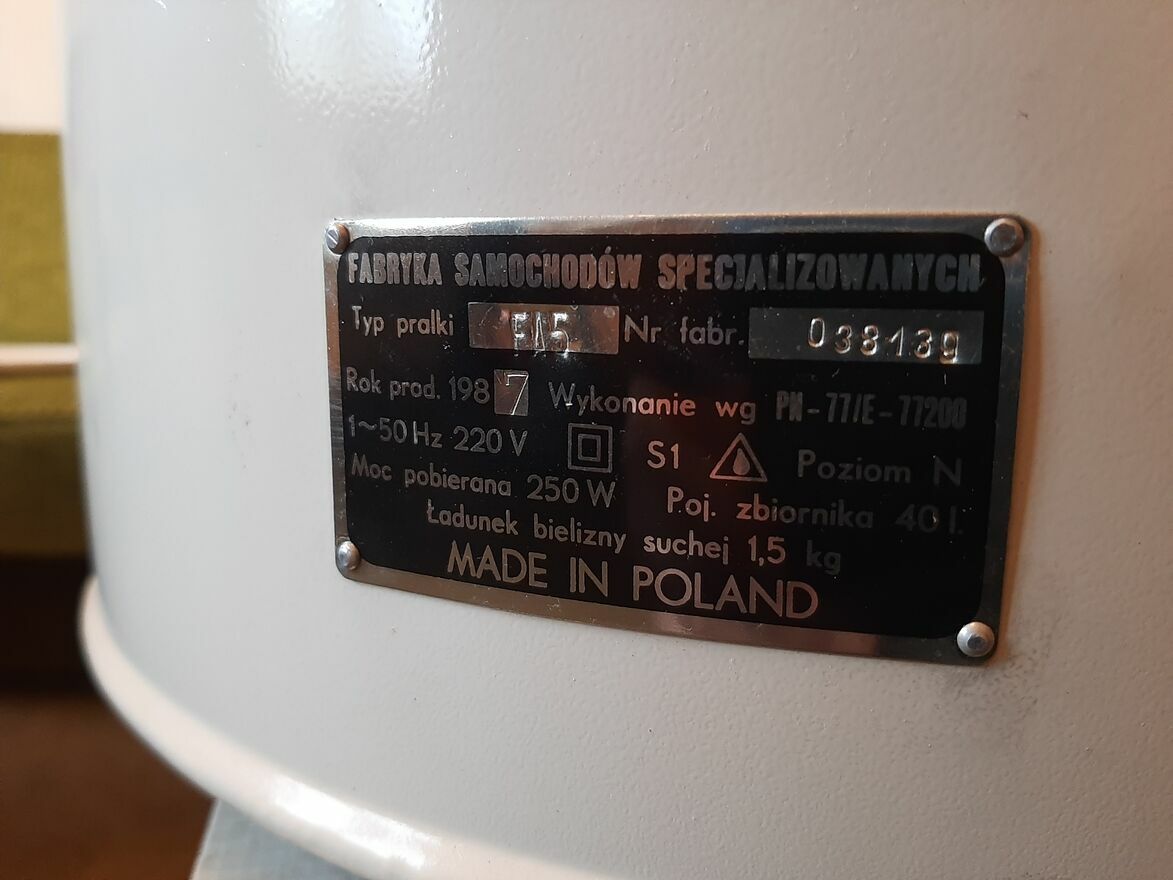 FABRYKA SAMOCHODÓW SPECJALIZOWANYCH
Typ pralki Nr fabr. 038139
Rok prod. 1987 Wykonanie wg PN-77/E-77200
1~50 Hz 220 V S1 Poziom N
Moc pobierana 250 W Poj. zbiornika 40 l.
Ładunek bielizny suchej 1,5 kg
MADE IN POLAND